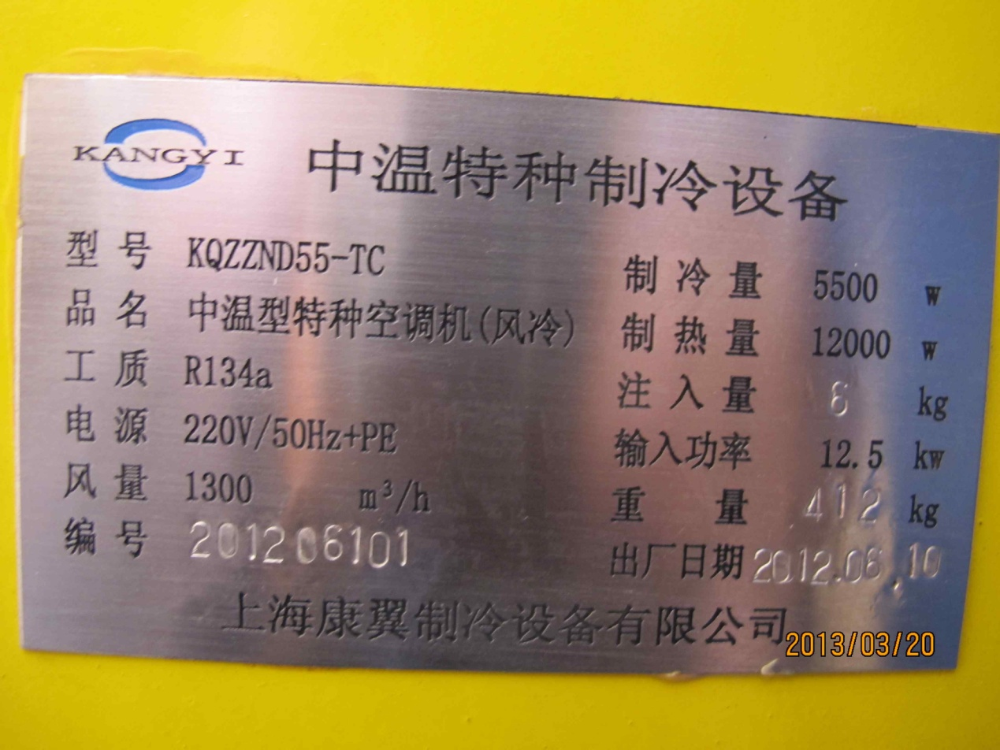 KANGYI 中温特种制冷设备
型号 KQZZND55-TC 制冷量 5500 w
品名 中温型特种空调机(风冷) 制热量 12000 w
工质 R134a 注入量 6 kg
电源 220V/50Hz+PE 输入功率 12.5 kw
风量 1300 m³/h 重量 412 kg
编号 201206101 出厂日期 2012.06.10
上海康翼制冷设备有限公司
2013/03/20